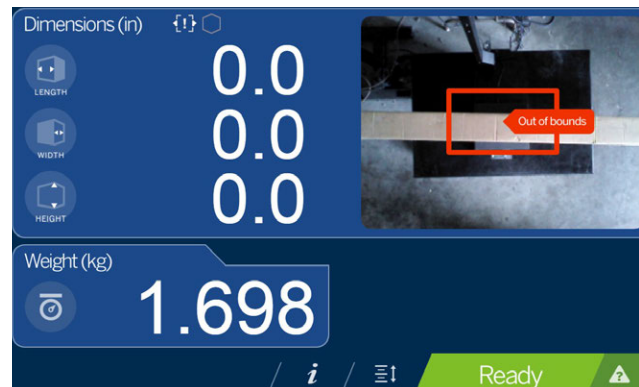 Dimensions (in) {!}
LENGTH 0.0
WIDTH 0.0
HEIGHT 0.0
Out of bounds
Weight (kg)
1.698
i
Ready ?